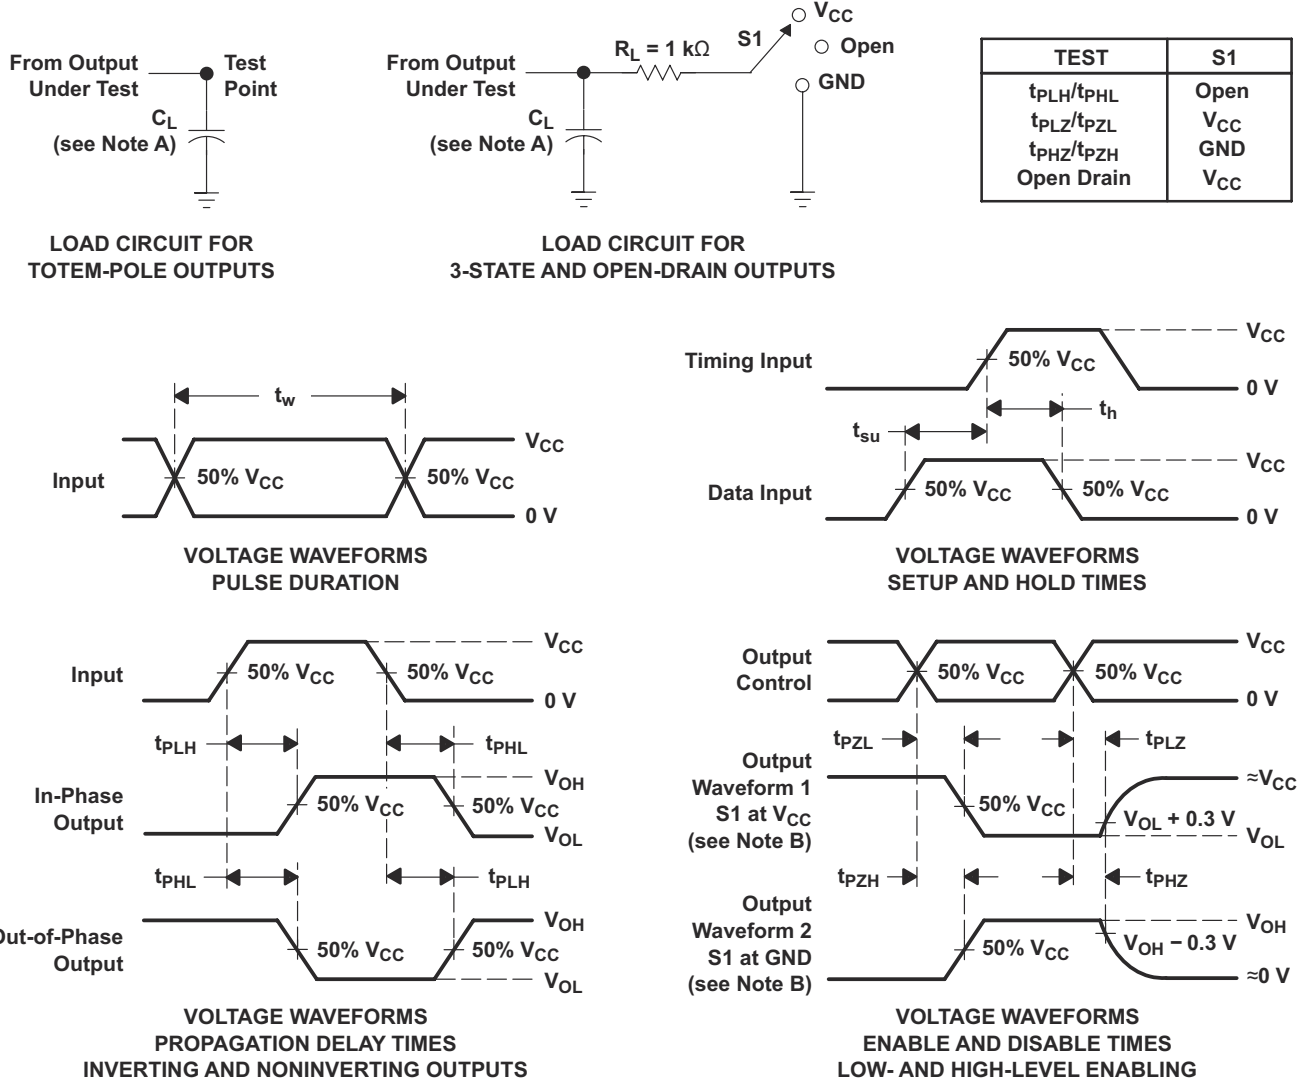 From Output
Under Test
Test
Point
CL
(see Note A)
LOAD CIRCUIT FOR
TOTEM-POLE OUTPUTS
From Output
Under Test
RL = 1 kΩ
S1
VCC
Open
GND
CL
(see Note A)
LOAD CIRCUIT FOR
3-STATE AND OPEN-DRAIN OUTPUTS
TEST S1
tPLH/tPHL Open
tPLZ/tPZL VCC
tPHZ/tPZH GND
Open Drain VCC
tw
Input
50% VCC
50% VCC
VCC
0 V
VOLTAGE WAVEFORMS
PULSE DURATION
Timing Input
50% VCC
VCC
0 V
tsu
th
Data Input
50% VCC
50% VCC
VCC
0 V
VOLTAGE WAVEFORMS
SETUP AND HOLD TIMES
Input
50% VCC
50% VCC
VCC
0 V
tPLH
tPHL
In-Phase
Output
50% VCC
50% VCC
VOH
VOL
tPHL
tPLH
Out-of-Phase
Output
50% VCC
50% VCC
VOH
VOL
VOLTAGE WAVEFORMS
PROPAGATION DELAY TIMES
INVERTING AND NONINVERTING OUTPUTS
Output
Control
50% VCC
50% VCC
VCC
0 V
tPZL
tPLZ
Output
Waveform 1
S1 at VCC
(see Note B)
50% VCC
VOL + 0.3 V
≈VCC
VOL
tPZH
tPHZ
Output
Waveform 2
S1 at GND
(see Note B)
50% VCC
VOH − 0.3 V
VOH
≈0 V
VOLTAGE WAVEFORMS
ENABLE AND DISABLE TIMES
LOW- AND HIGH-LEVEL ENABLING